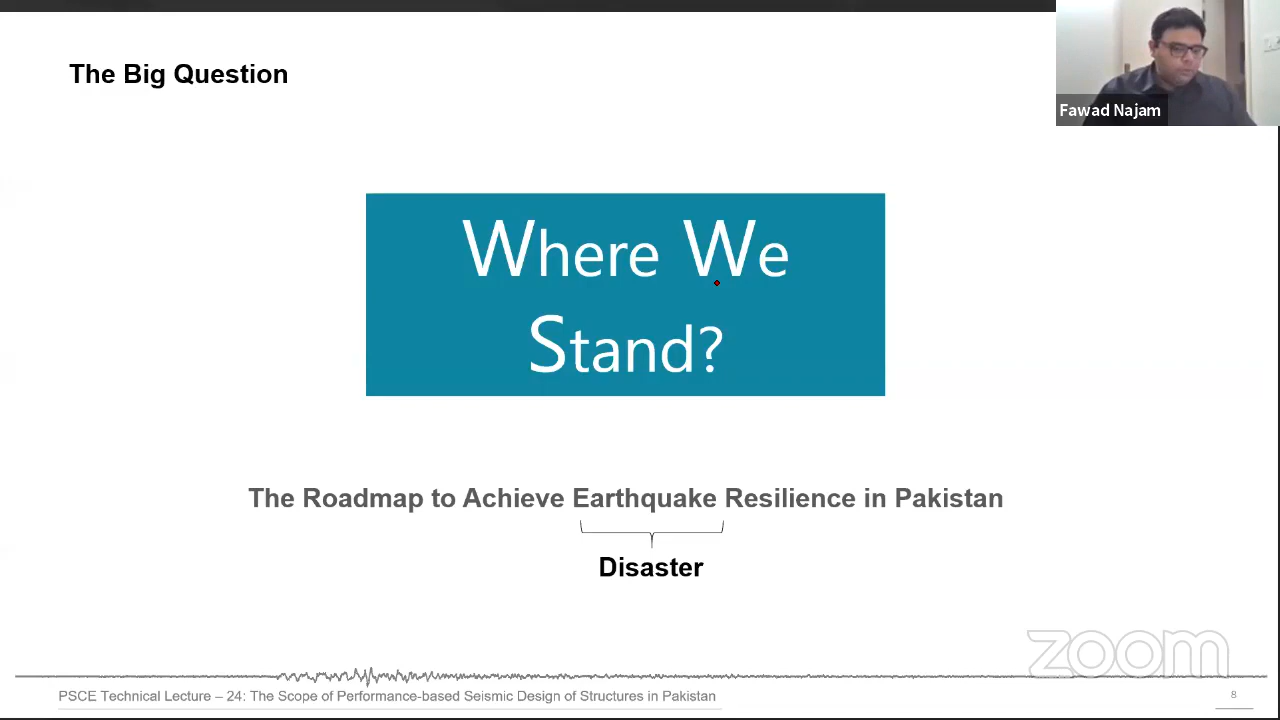 The Big Question
Fawad Najam
Where We
Stand?
The Roadmap to Achieve Earthquake Resilience in Pakistan
Disaster
zoom
PSCE Technical Lecture – 24: The Scope of Performance-based Seismic Design of Structures in Pakistan
8